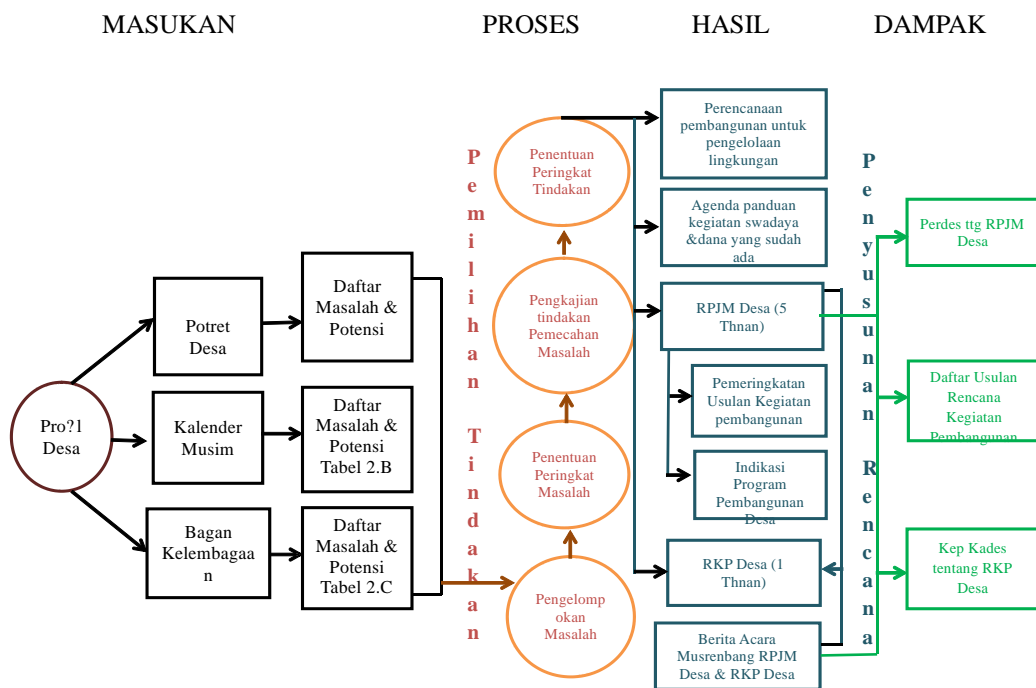 MASUKAN
PROSES
HASIL
DAMPAK
Pro?1
Desa
Potret
Desa
Kalender
Musim
Bagan
Kelembagaa
n
Daftar
Masalah &
Potensi
Daftar
Masalah &
Potensi
Tabel 2.B
Daftar
Masalah &
Potensi
Tabel 2.C
Pemilihan Tindakan
Penentuan
Peringkat
Tindakan
Pengkajian
tindakan
Pemecahan
Masalah
Penentuan
Peringkat
Masalah
Pengelomp
okan
Masalah
Perencanaan
pembangunan untuk
pengelolaan
lingkungan
Agenda panduan
kegiatan swadaya
&dana yang sudah
ada
RPJM Desa (5
Thnan)
Pemeringkatan
Usulan Kegiatan
pembangunan
Indikasi
Program
Pembangunan
Desa
RKP Desa (1
Thnan)
Berita Acara
Musrenbang RPJM
Desa & RKP Desa
Penyusunan Rencana
Perdes ttg RPJM
Desa
Daftar Usulan
Rencana
Kegiatan
Pembangunan
Kep Kades
tentang RKP
Desa